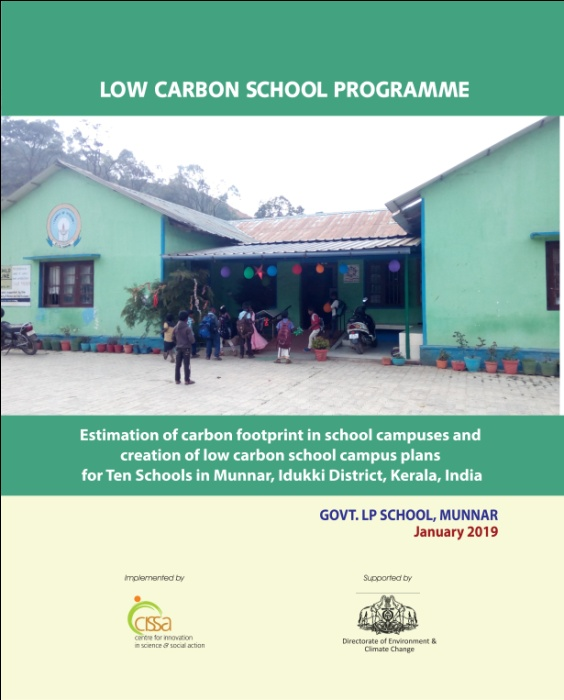 LOW CARBON SCHOOL PROGRAMME
Estimation of carbon footprint in school campuses and
creation of low carbon school campus plans
for Ten Schools in Munnar, Idukki District, Kerala, India
GOVT. LP SCHOOL, MUNNAR
January 2019
Implemented by
Supported by
cissa
centre for innovation
in science & social action
Directorate of Environment &
Climate Change